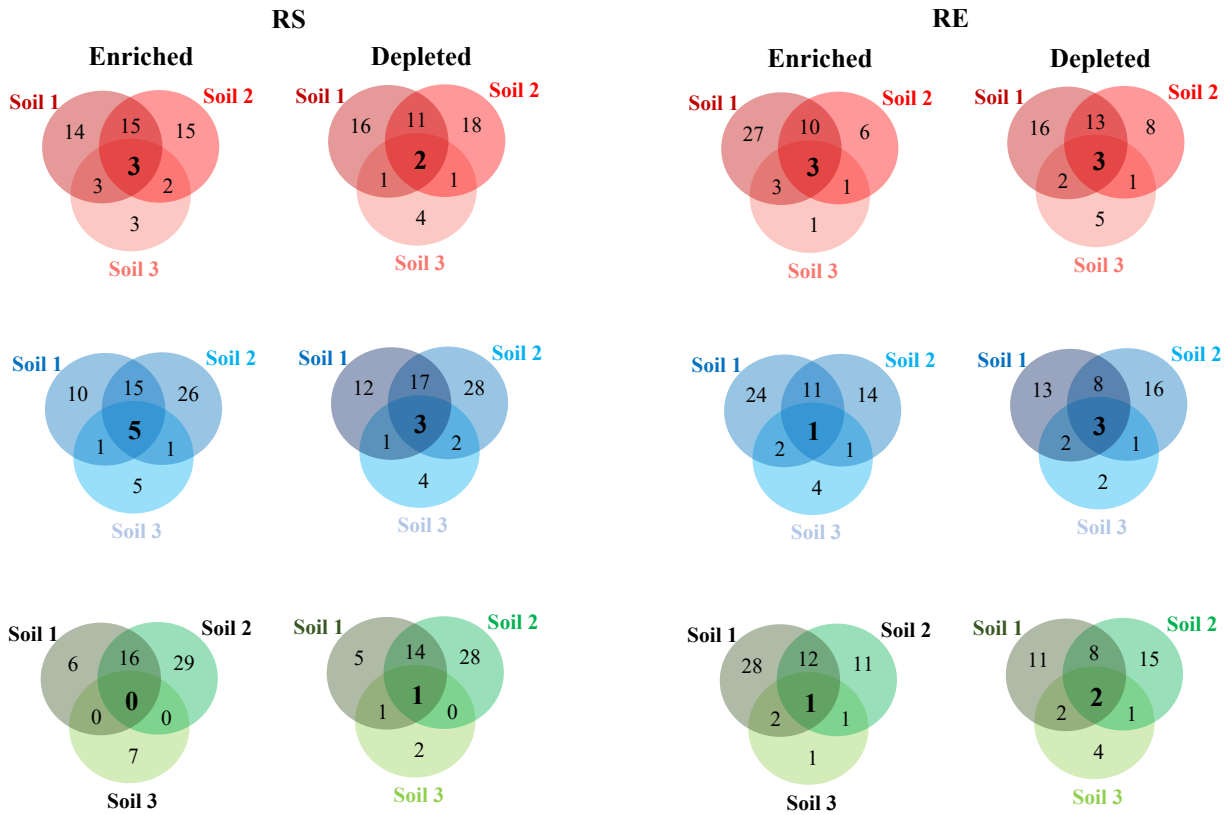 RS RE
Enriched Depleted Enriched Depleted
Soil 1 Soil 2 Soil 1 Soil 2 Soil 1 Soil 2 Soil 1 Soil 2
14 15 15 16 11 18 27 10 6 16 13 8
3 2 3 3
3 2 1 1 3 1 2 1
3 4 1 5
Soil 3 Soil 3 Soil 3 Soil 3
Soil 1 Soil 2 Soil 1 Soil 2 Soil 1 Soil 2 Soil 1 Soil 2
10 15 26 12 17 28 24 11 14 13 8 16
5 3 1 3
1 1 1 2 2 1 2 1
5 4 4 2
Soil 3 Soil 3 Soil 3 Soil 3
Soil 1 Soil 2 Soil 1 Soil 2 Soil 1 Soil 2 Soil 1 Soil 2
6 16 29 5 14 28 28 12 11 11 8 15
0 1 1 2
0 0 1 0 2 1 2 1
7 2 1 4
Soil 3 Soil 3 Soil 3 Soil 3